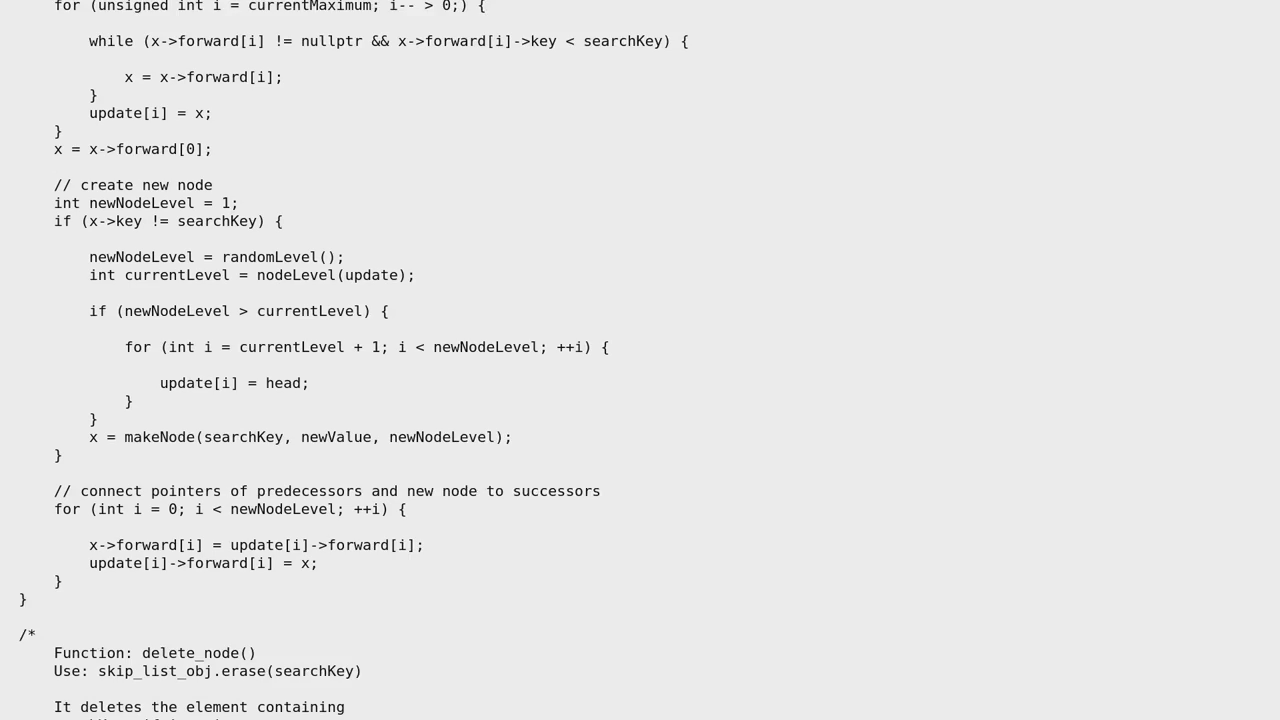 for (unsigned int i = currentMaximum; i-- > 0;) {
while (x->forward[i] != nullptr && x->forward[i]->key < searchKey) {
x = x->forward[i];
}
update[i] = x;
}
x = x->forward[0];
// create new node
int newNodeLevel = 1;
if (x->key != searchKey) {
newNodeLevel = randomLevel();
int currentLevel = nodeLevel(update);
if (newNodeLevel > currentLevel) {
for (int i = currentLevel + 1; i < newNodeLevel; ++i) {
update[i] = head;
}
}
x = makeNode(searchKey, newValue, newNodeLevel);
}
// connect pointers of predecessors and new node to successors
for (int i = 0; i < newNodeLevel; ++i) {
x->forward[i] = update[i]->forward[i];
update[i]->forward[i] = x;
}
}
/*
Function: delete_node()
Use: skip_list_obj.erase(searchKey)
It deletes the element containing